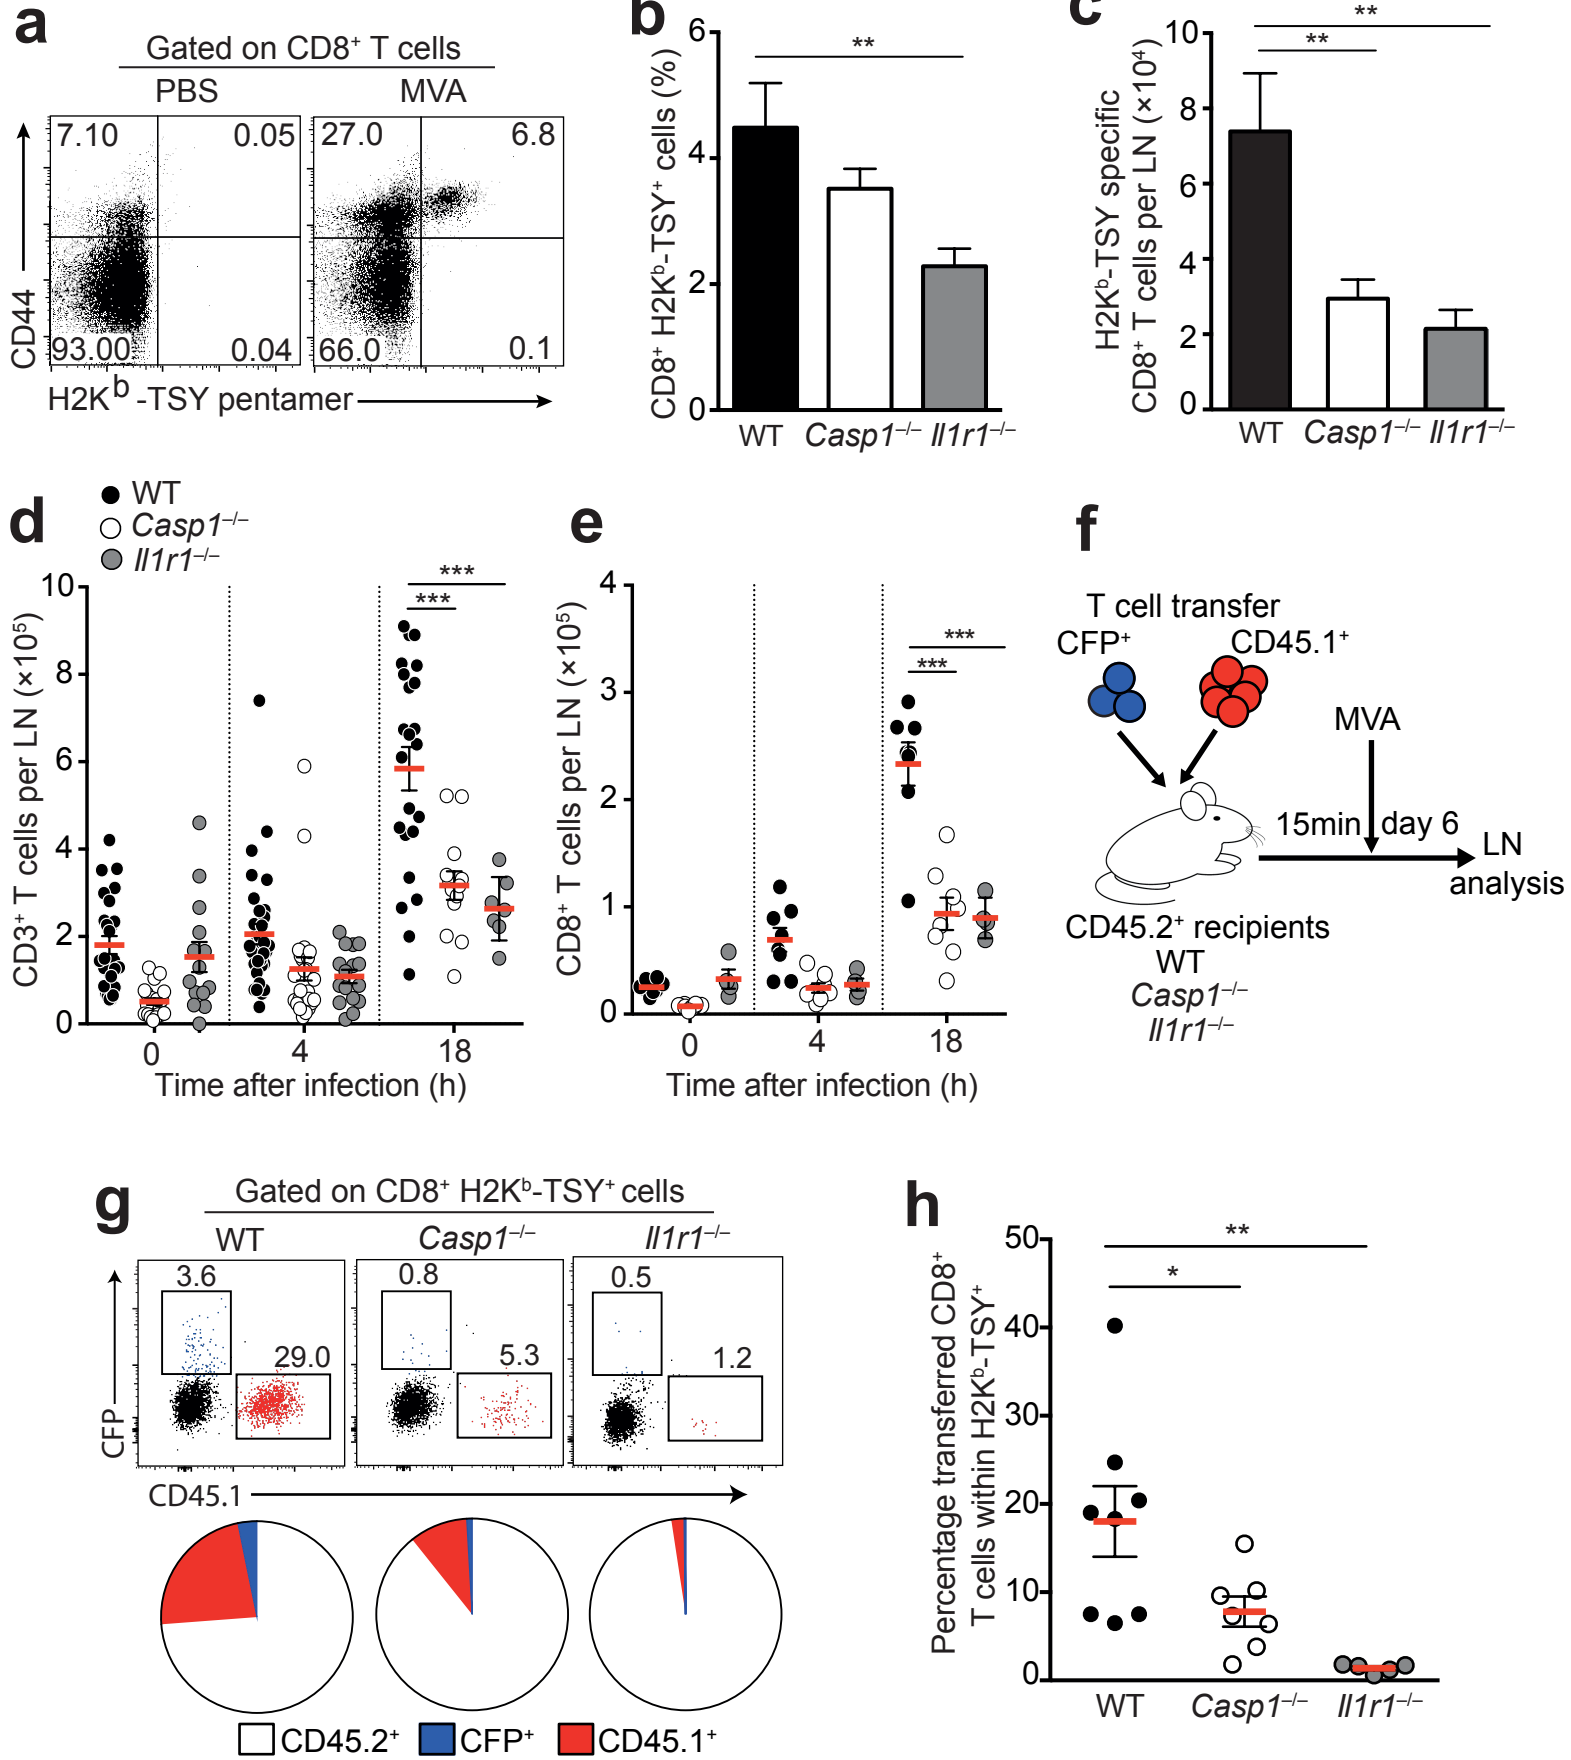 a
Gated on CD8⁺ T cells
PBS
MVA
7.10
0.05
93.00
0.04
27.0
6.8
66.0
0.1
CD44
H2Kᵇ-TSY pentamer
b
CD8⁺ H2Kᵇ-TSY⁺ cells (%)
6
4
2
0
**
WT
Casp1⁻/⁻
Il1r1⁻/⁻
c
H2Kᵇ-TSY specific
CD8⁺ T cells per LN (×10⁴)
10
8
6
4
2
0
**
**
WT
Casp1⁻/⁻
Il1r1⁻/⁻
d
WT
Casp1⁻/⁻
Il1r1⁻/⁻
CD3⁺ T cells per LN (×10⁵)
10
8
6
4
2
0
***
***
0
4
18
Time after infection (h)
e
CD8⁺ T cells per LN (×10⁵)
4
3
2
1
0
***
***
0
4
18
Time after infection (h)
f
T cell transfer
CFP⁺
CD45.1⁺
MVA
15min
day 6
LN
analysis
CD45.2⁺ recipients
WT
Casp1⁻/⁻
Il1r1⁻/⁻
g
Gated on CD8⁺ H2Kᵇ-TSY⁺ cells
WT
Casp1⁻/⁻
Il1r1⁻/⁻
3.6
29.0
0.8
5.3
0.5
1.2
CFP
CD45.1
CD45.2⁺
CFP⁺
CD45.1⁺
h
Percentage transferred CD8⁺
T cells within H2Kᵇ-TSY⁺
50
40
30
20
10
0
**
*
WT
Casp1⁻/⁻
Il1r1⁻/⁻